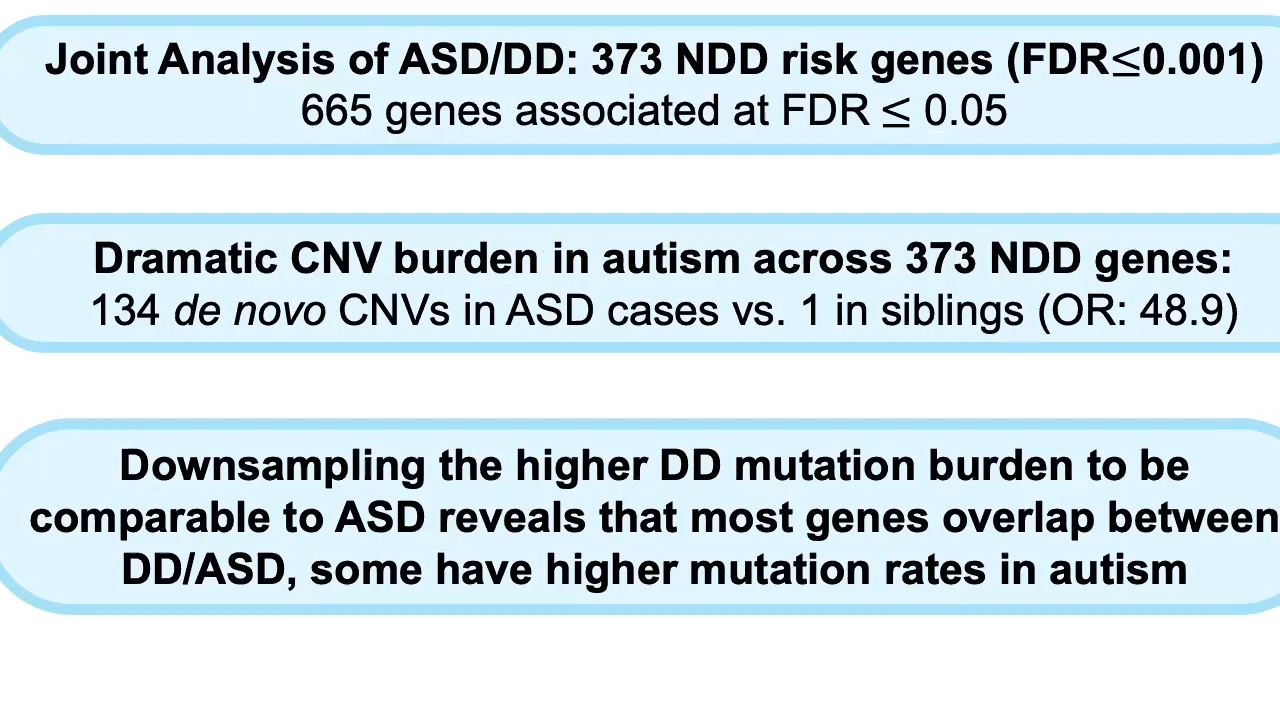 Joint Analysis of ASD/DD: 373 NDD risk genes (FDR≤0.001)
665 genes associated at FDR ≤ 0.05
Dramatic CNV burden in autism across 373 NDD genes:
134 de novo CNVs in ASD cases vs. 1 in siblings (OR: 48.9)
Downsampling the higher DD mutation burden to be
comparable to ASD reveals that most genes overlap between
DD/ASD, some have higher mutation rates in autism